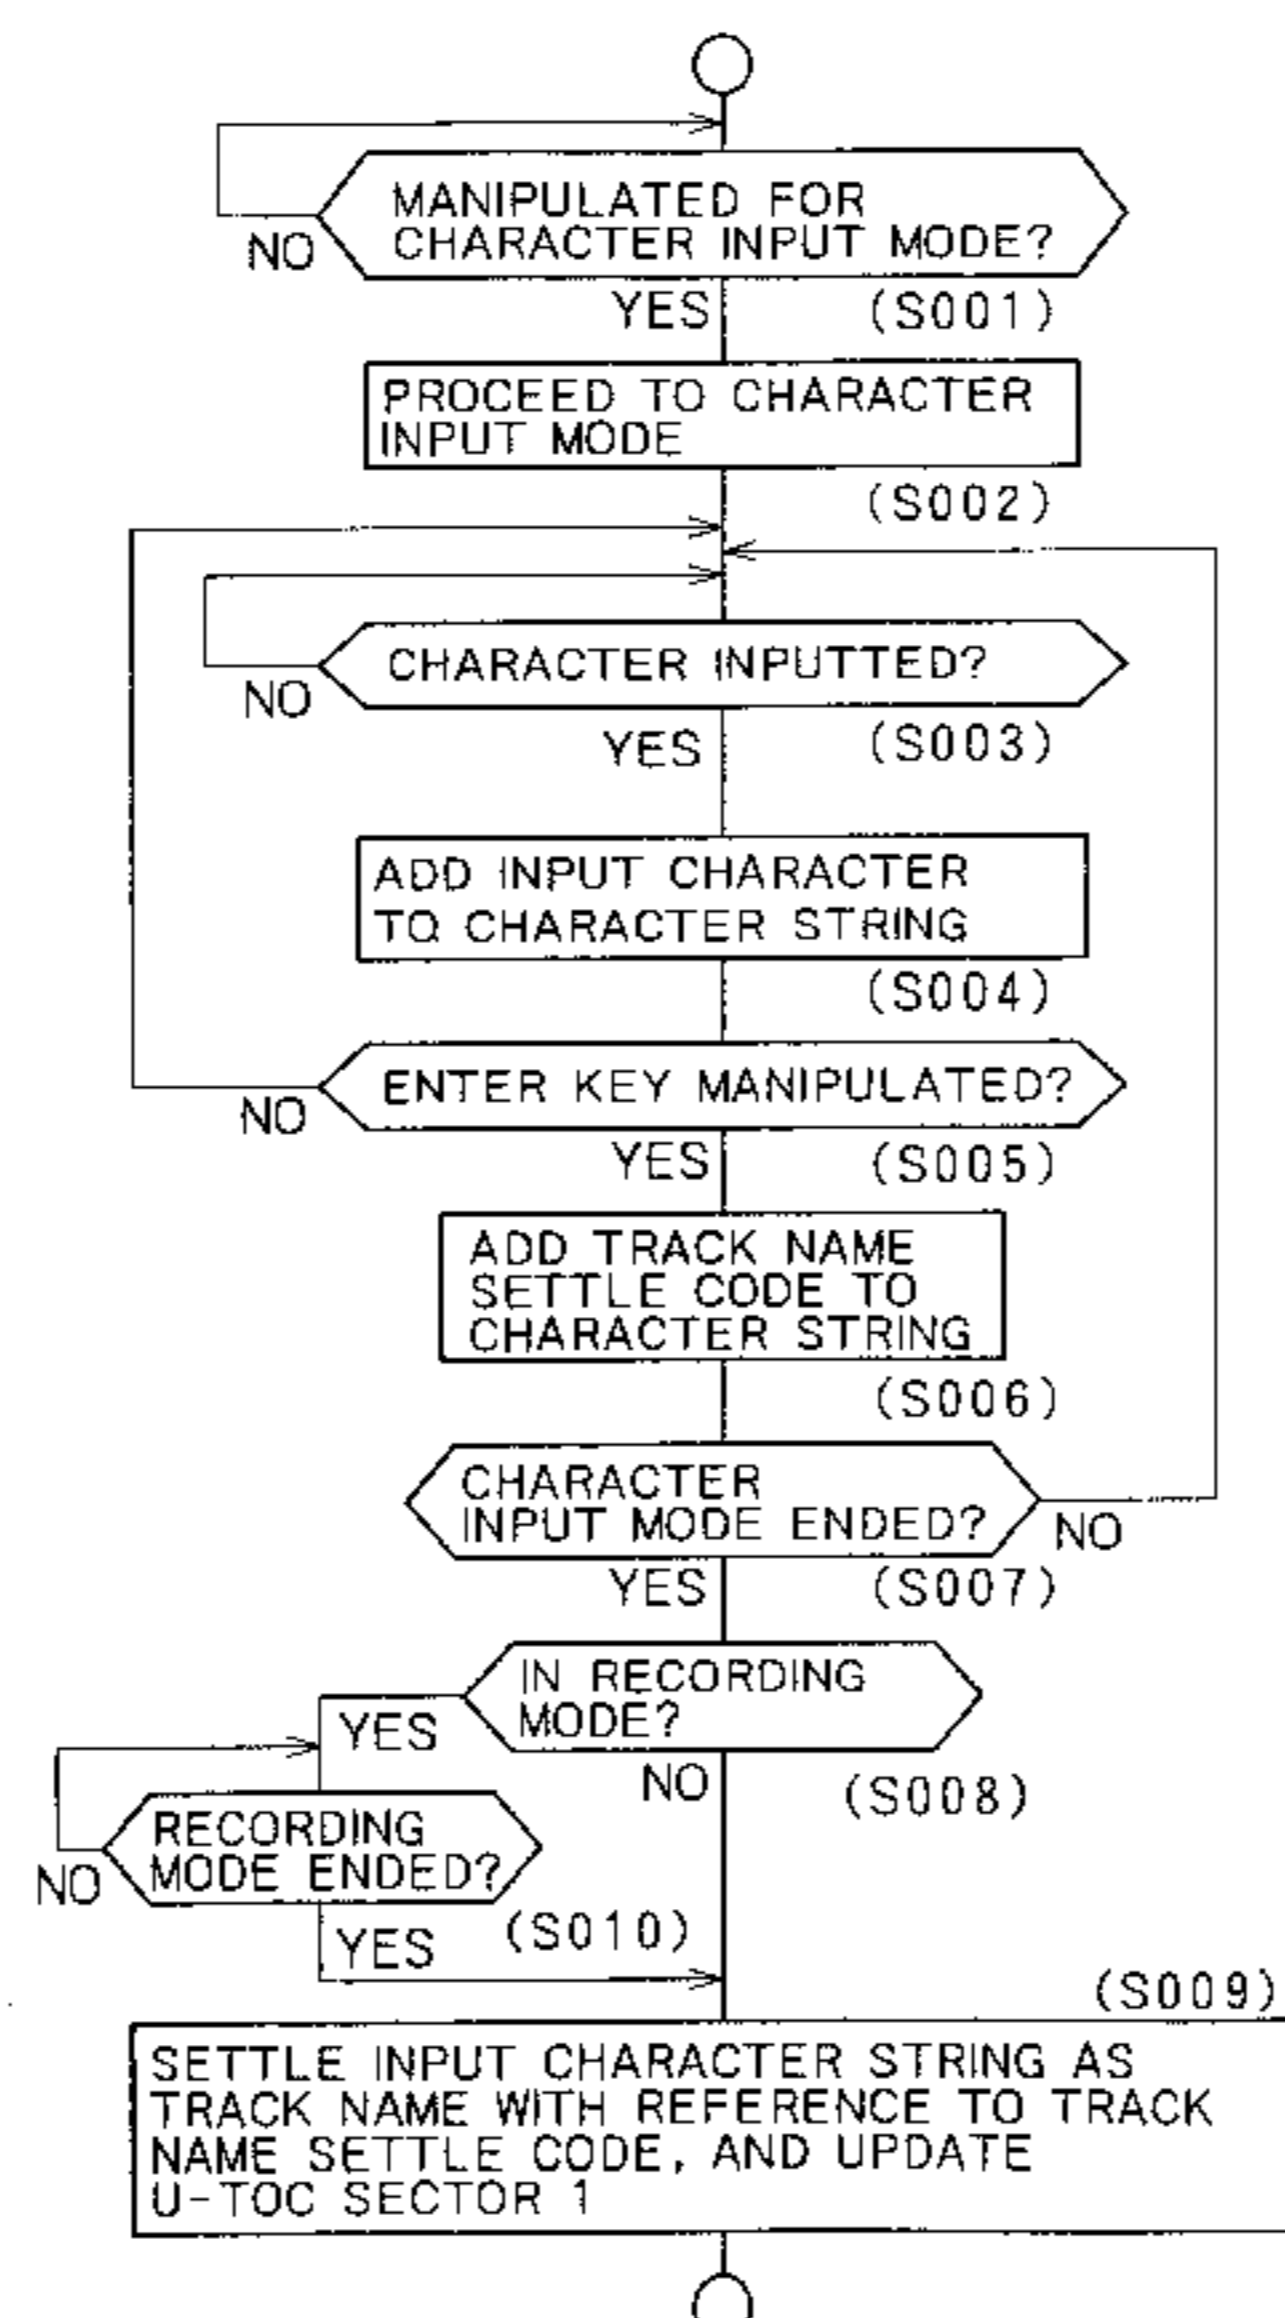 MANIPULATED FOR
CHARACTER INPUT MODE?
NO
YES
(S001)
PROCEED TO CHARACTER
INPUT MODE
(S002)
CHARACTER INPUTTED?
NO
YES
(S003)
ADD INPUT CHARACTER
TO CHARACTER STRING
(S004)
ENTER KEY MANIPULATED?
NO
YES
(S005)
ADD TRACK NAME
SETTLE CODE TO
CHARACTER STRING
(S006)
CHARACTER
INPUT MODE ENDED?
NO
YES
(S007)
IN RECORDING
MODE?
YES
NO
(S008)
RECORDING
MODE ENDED?
NO
YES
(S010)
(S009)
SETTLE INPUT CHARACTER STRING AS
TRACK NAME WITH REFERENCE TO TRACK
NAME SETTLE CODE, AND UPDATE
U-TOC SECTOR 1